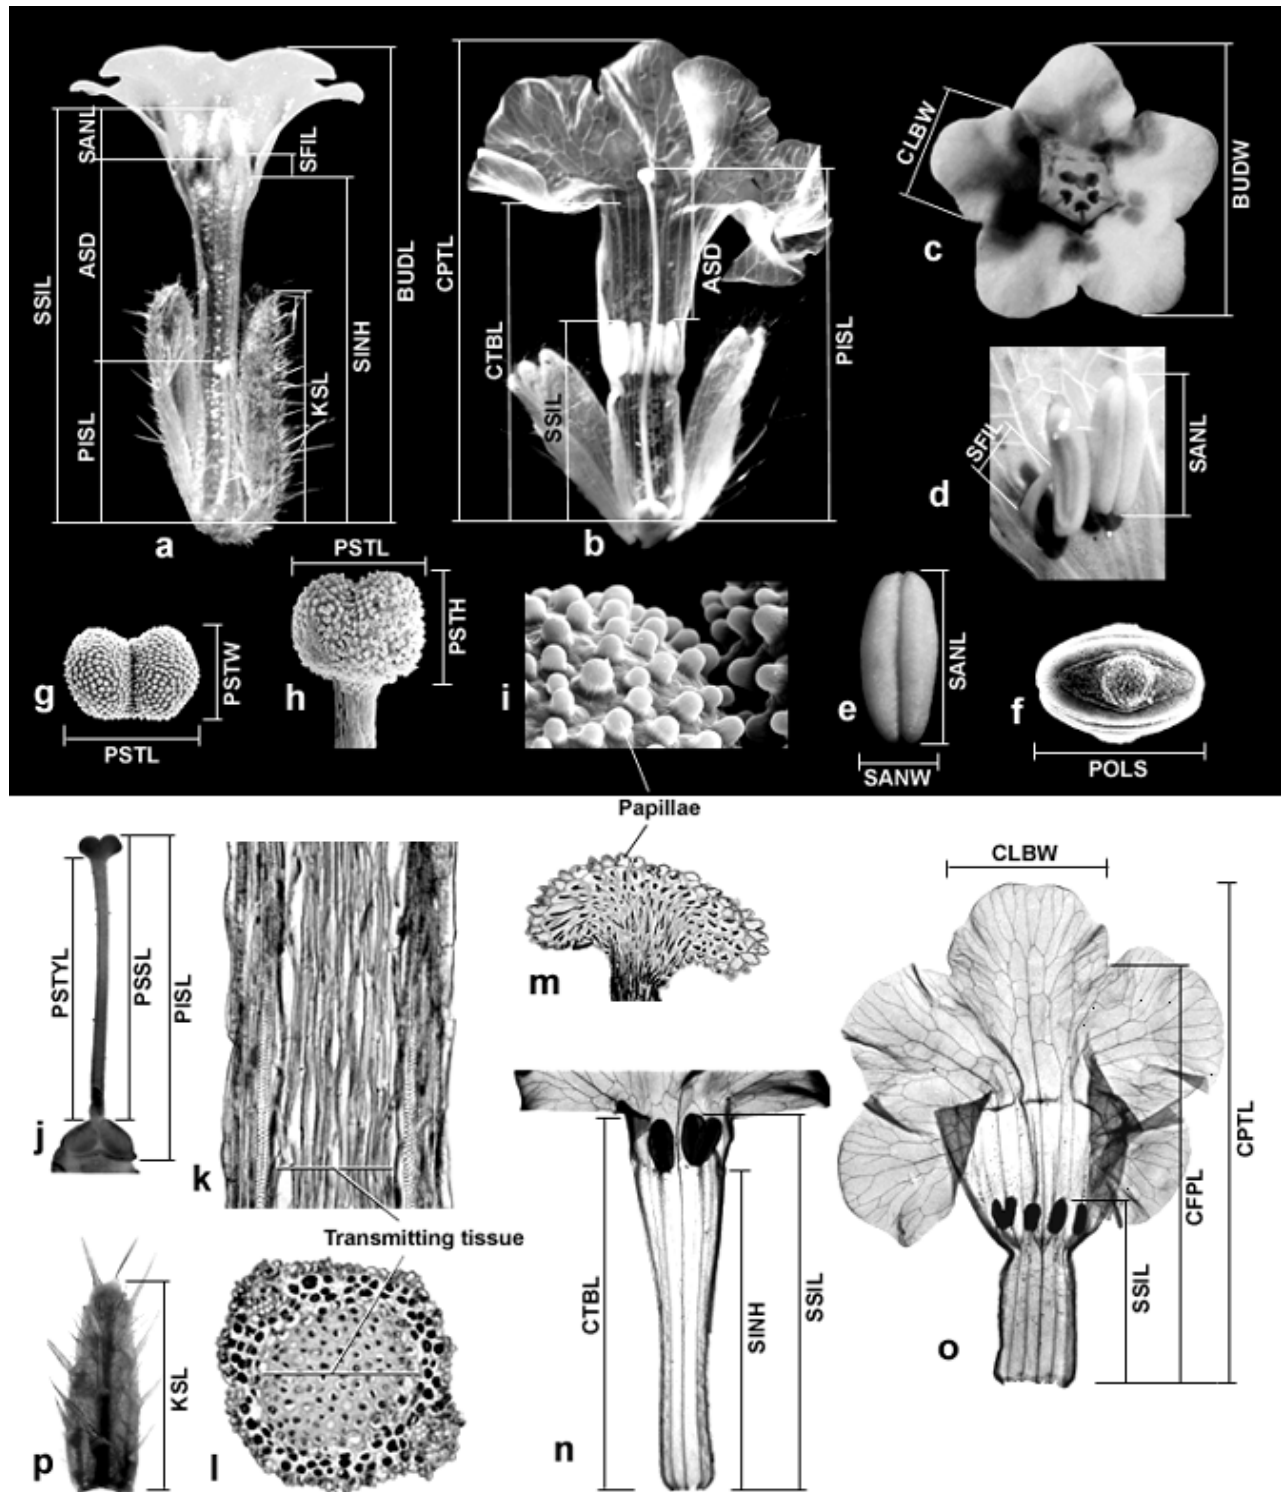 SANL
SFIL
ASD
SSIL
SINH
BUDL
KSL
PISL
a
CPTL
ASD
CTBL
SSIL
PISL
b
CLBW
BUDW
c
SFIL
SANL
d
PSTW
g
PSTL
PSTL
PSTH
h
i
e
SANL
SANW
f
POLS
Papillae
PSTYL
PSSL
PISL
j
k
Transmitting tissue
m
CLBW
CPTL
CFPL
SSIL
o
CTBL
SINH
SSIL
n
KSL
p
l